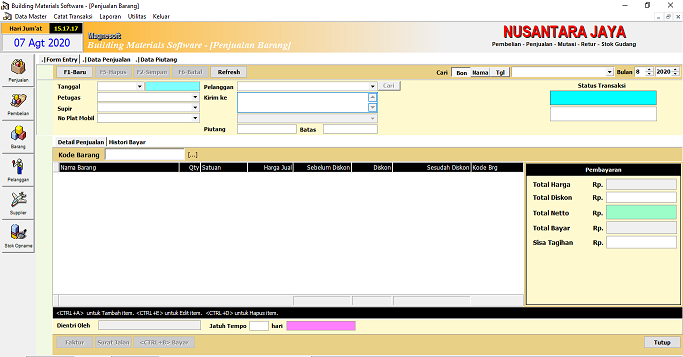 Building Materials Software - [Penjualan Barang]
Data Master Catat Transaksi Laporan Utilities Keluar
Hari Jum'at 15.17.17
07 Agt 2020
Magnesoft
Building Materials Software - [Penjualan Barang]
NUSANTARA JAYA
Pembelian - Penjualan - Mutasi - Retur - Stok Gudang
Penjualan
Pembelian
Barang
Pelanggan
Supplier
Stok Opname
.:|Form Entry .:|Data Penjualan .:|Data Piutang
F1-Baru F5-Hapus F2-Simpan F6-Batal Refresh
Cari Bon Nama Tgl Bulan 8 2020
Tanggal
Petugas
Supir
No Plat Mobil
Pelanggan Cari
Kirim ke
Piutang Batas
Status Transaksi
Detail Penjualan Histori Bayar
Kode Barang [...]
Nama Barang Qty Satuan Harga Jual Sebelum Diskon Diskon Sesudah Diskon Kode Brg
Pembayaran
Total Harga Rp.
Total Diskon Rp.
Total Netto Rp.
Total Bayar Rp.
Sisa Tagihan Rp.
<CTRL+A> untuk Tambah item. <CTRL+E> untuk Edit item. <CTRL+D> untuk Hapus item.
Dientri Oleh Jatuh Tempo hari
Faktur Surat Jalan <CTRL+B> Bayar Tutup